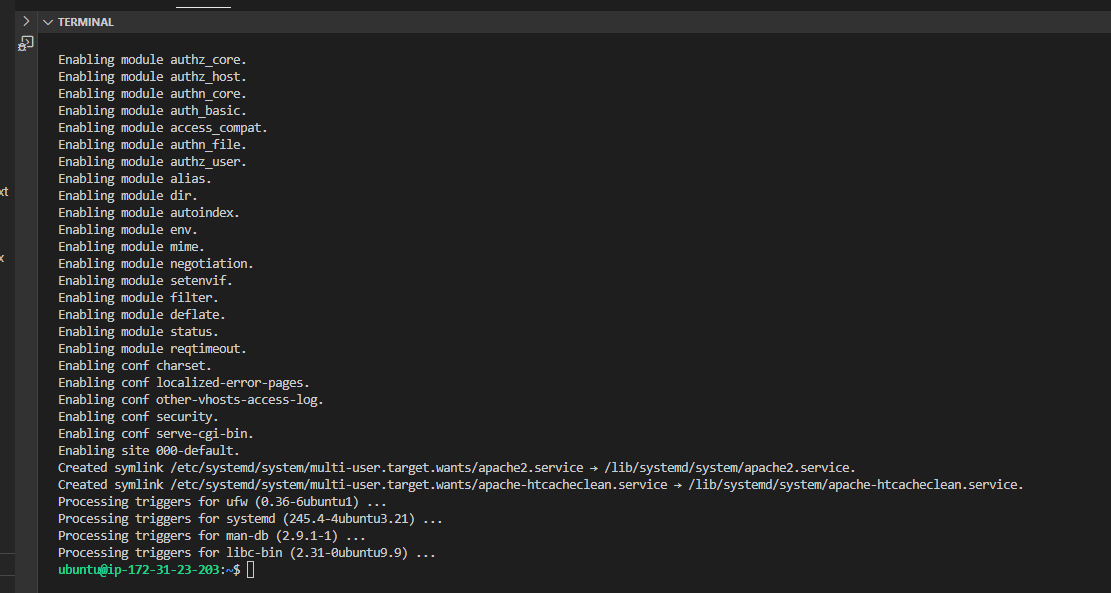 TERMINAL
Enabling module authz_core.
Enabling module authz_host.
Enabling module authn_core.
Enabling module auth_basic.
Enabling module access_compat.
Enabling module authn_file.
Enabling module authz_user.
Enabling module alias.
xt
Enabling module dir.
Enabling module autoindex.
Enabling module env.
Enabling module mime.
x
Enabling module negotiation.
Enabling module setenvif.
Enabling module filter.
Enabling module deflate.
Enabling module status.
Enabling module reqtimeout.
Enabling conf charset.
Enabling conf localized-error-pages.
Enabling conf other-vhosts-access-log.
Enabling conf security.
Enabling conf serve-cgi-bin.
Enabling site 000-default.
Created symlink /etc/systemd/system/multi-user.target.wants/apache2.service → /lib/systemd/system/apache2.service.
Created symlink /etc/systemd/system/multi-user.target.wants/apache-htcacheclean.service → /lib/systemd/system/apache-htcacheclean.service.
Processing triggers for ufw (0.36-6ubuntu1) ...
Processing triggers for systemd (245.4-4ubuntu3.21) ...
Processing triggers for man-db (2.9.1-1) ...
Processing triggers for libc-bin (2.31-0ubuntu9.9) ...
ubuntu@ip-172-31-23-203:~$